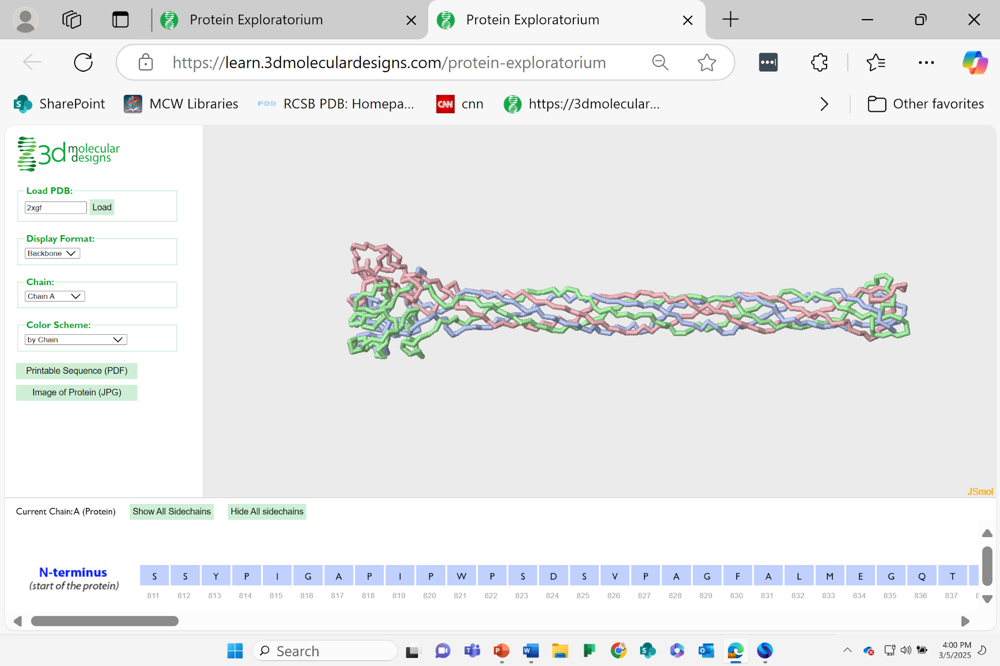 Protein Exploratorium
Protein Exploratorium
https://learn.3dmoleculardesigns.com/protein-exploratorium
SharePoint
MCW Libraries
PDB
RCSB PDB: Homepa...
CNN
cnn
https://3dmolecular...
Other favorites
3d molecular designs
Load PDB:
2xgf
Load
Display Format:
Backbone
Chain:
Chain A
Color Scheme:
by Chain
Printable Sequence (PDF)
Image of Protein (JPG)
JSmol
Current Chain:A (Protein)
Show All Sidechains
Hide All sidechains
N-terminus
(start of the protein)
S S Y P I G A P I P W P S D S V P A G F A L M E G Q T
811 812 813 814 815 816 817 818 819 820 821 822 823 824 825 826 827 828 829 830 831 832 833 834 835 836 837 8
Search
4:00 PM
3/5/2025